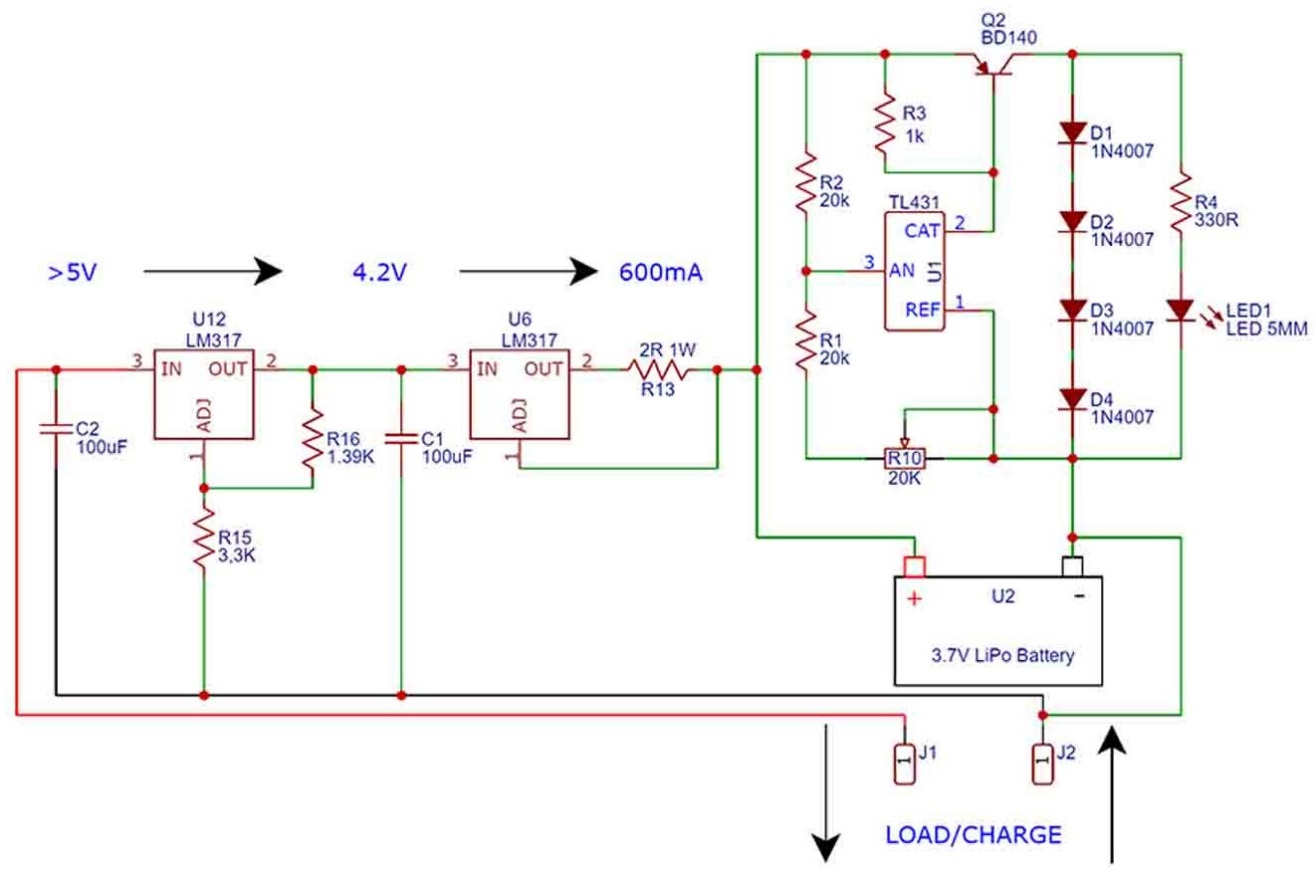 Q2
BD140
R3
1k
D1
1N4007
R2
20k
TL431
R4
330R
CAT
2
D2
1N4007
>5V
4.2V
600mA
3
AN
U1
REF
1
D3
1N4007
LED1
LED 5MM
U12
LM317
U6
LM317
R1
20k
2R 1W
R13
3
IN
OUT
2
ADJ
1
3
IN
OUT
2
ADJ
1
C2
100uF
R16
1.39K
C1
100uF
D4
1N4007
R10
20K
R15
3,3K
+
U2
-
3.7V LiPo Battery
1
J1
1
J2
LOAD/CHARGE